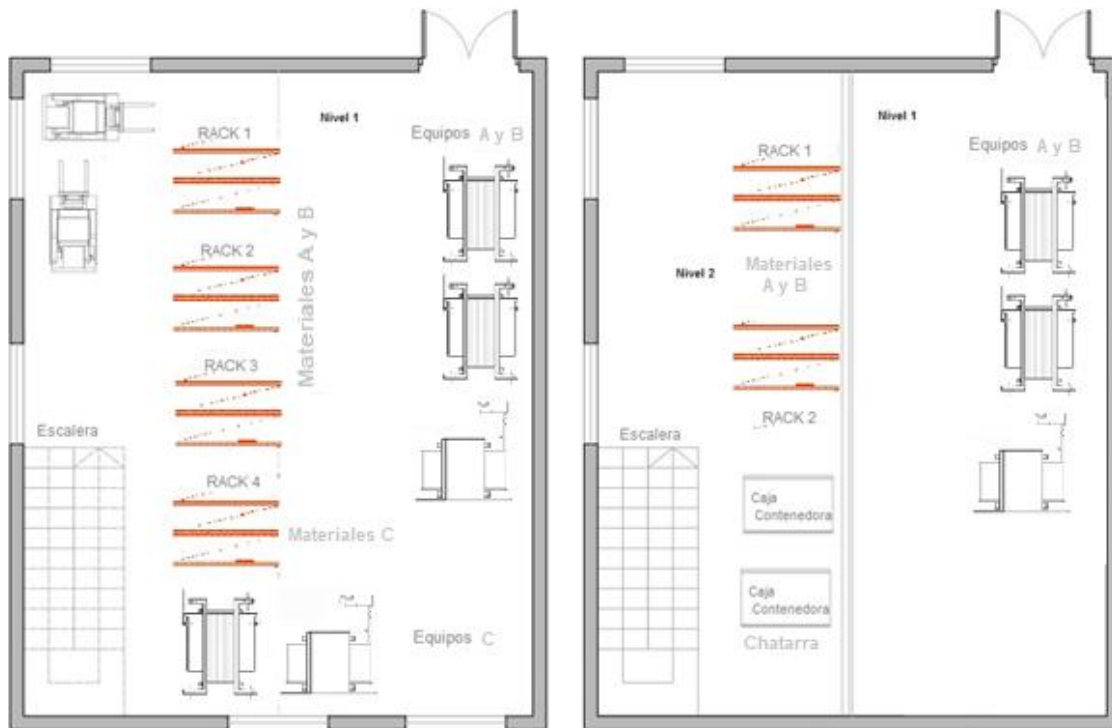 RACK 1
Nivel 1
Equipos A y B
RACK 2
Materiales A y B
RACK 3
Escalera
RACK 4
Materiales C
Equipos C
Nivel 1
Equipos A y B
RACK 1
Nivel 2
Materiales
A y B
RACK 2
Escalera
Caja
Contenedora
Caja
Contenedora
Chatarra